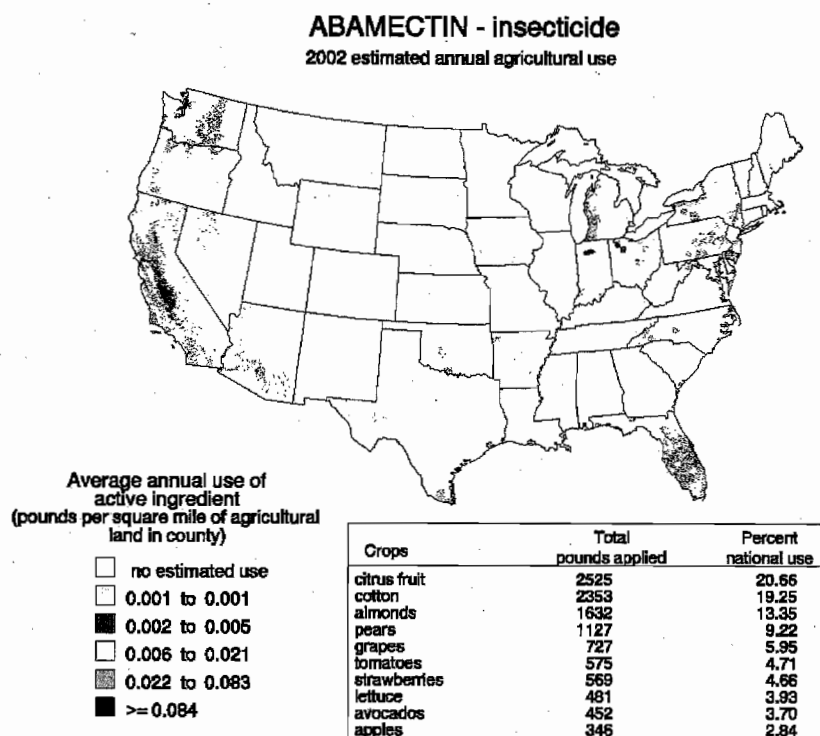 ABAMECTIN - insecticide
2002 estimated annual agricultural use
Average annual use of
active ingredient
(pounds per square mile of agricultural
land in county)
no estimated use
0.001 to 0.001
0.002 to 0.005
0.006 to 0.021
0.022 to 0.083
>= 0.084
Crops Total pounds applied Percent national use
citrus fruit 2525 20.66
cotton 2353 19.25
almonds 1632 13.35
pears 1127 9.22
grapes 727 5.95
tomatoes 575 4.71
strawberries 569 4.66
lettuce 481 3.93
avocados 452 3.70
apples 346 2.84